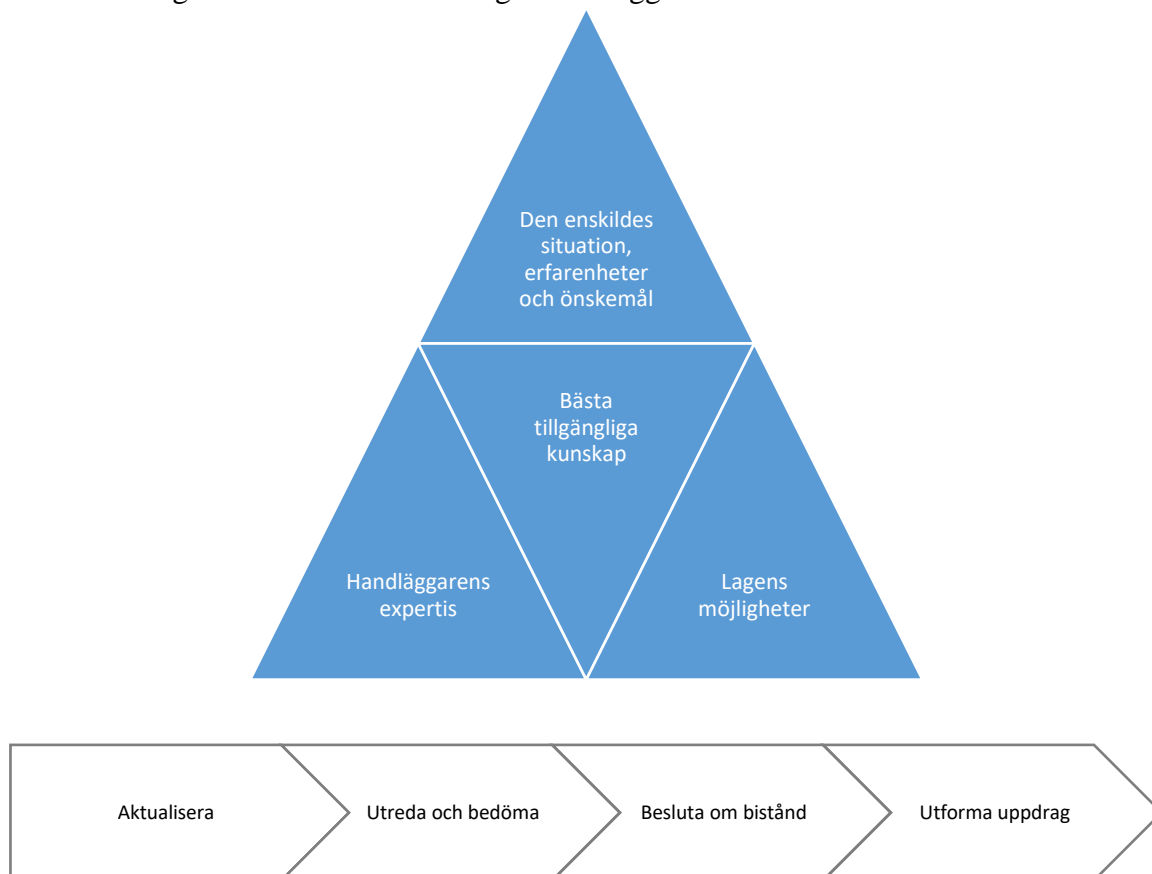 Den enskildes
situation,
erfarenheter
och önskemål
Bästa
tillgängliga
kunskap
Handläggarens
expertis
Lagens
möjligheter
Aktualisera
Utreda och bedöma
Besluta om bistånd
Utforma uppdrag